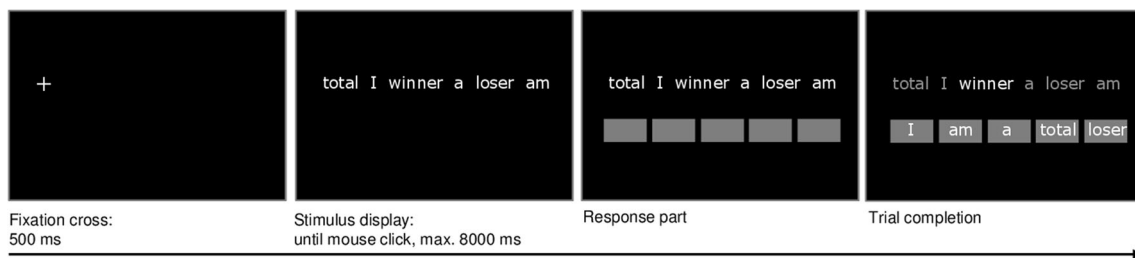 +
total I winner a loser am
total I winner a loser am
total I winner a loser am
I am a total loser
Fixation cross:
500 ms
Stimulus display:
until mouse click, max. 8000 ms
Response part
Trial completion